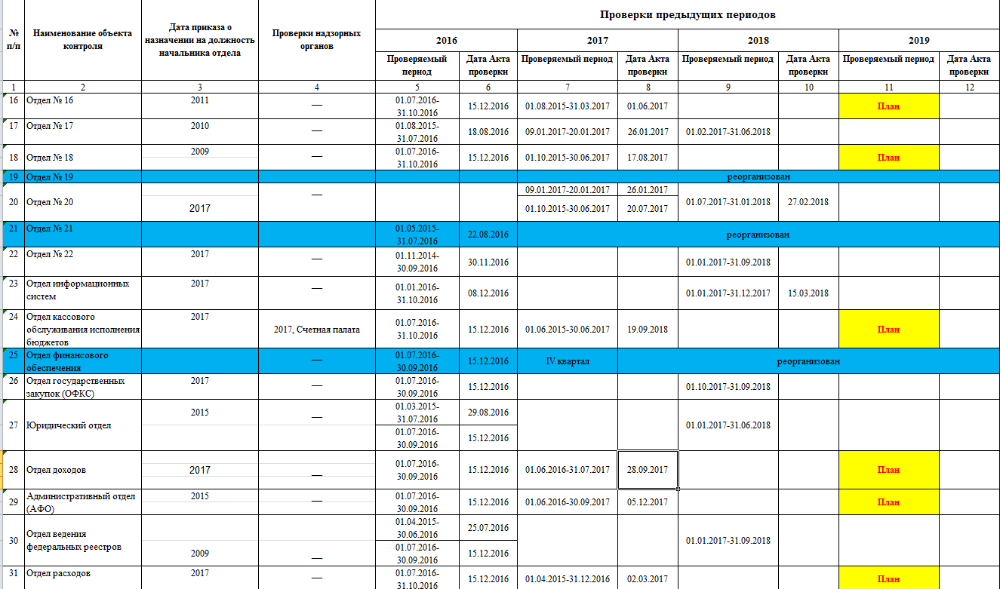 № п/п
Наименование объекта контроля
Дата приказа о назначении на должность начальника отдела
Проверки надзорных органов
Проверки предыдущих периодов
2016 2017 2018 2019
Проверяемый период Дата Акта проверки Проверяемый период Дата Акта проверки Проверяемый период Дата Акта проверки Проверяемый период Дата Акта проверки
1 2 3 4 5 6 7 8 9 10 11 12
16 Отдел № 16 2011 — 01.07.2016-31.10.2016 15.12.2016 01.08.2015-31.03.2017 01.06.2017 План
17 Отдел № 17 2010 — 01.08.2015-31.07.2016 18.08.2016 09.01.2017-20.01.2017 26.01.2017 01.02.2017-31.06.2018
18 Отдел № 18 2009 — 01.07.2016-31.10.2016 15.12.2016 01.10.2015-30.06.2017 17.08.2017 План
19 Отдел № 19 реорганизован
20 Отдел № 20 2017 — 09.01.2017-20.01.2017 26.01.2017 01.10.2015-30.06.2017 20.07.2017 01.07.2017-31.01.2018 27.02.2018
21 Отдел № 21 01.05.2015-31.07.2016 22.08.2016 реорганизован
22 Отдел № 22 2017 — 01.11.2014-30.09.2016 30.11.2016 01.01.2017-31.09.2018
23 Отдел информационных систем 2017 — 01.01.2016-31.10.2016 08.12.2016 01.01.2017-31.12.2017 15.03.2018
24 Отдел кассового обслуживания исполнения бюджетов 2017 2017, Счетная палата 01.07.2016-31.10.2016 15.12.2016 01.06.2015-30.06.2017 19.09.2018 План
25 Отдел финансового обеспечения — 01.07.2016-30.09.2016 15.12.2016 IV квартал реорганизован
26 Отдел государственных закупок (ОФКС) 2017 — 01.07.2016-30.09.2016 15.12.2016 01.10.2017-31.09.2018
27 Юридический отдел 2015 — 01.03.2015-31.07.2016 29.08.2016 01.07.2016-30.09.2016 15.12.2016 01.01.2017-31.06.2018
28 Отдел доходов 2017 — 01.07.2016-30.09.2016 15.12.2016 01.06.2016-31.07.2017 28.09.2017 План
29 Административный отдел (АФО) 2015 — 01.07.2016-30.09.2016 15.12.2016 01.06.2016-30.09.2017 05.12.2017 План
30 Отдел ведения федеральных реестров 2009 — 01.04.2015-30.06.2016 25.07.2016 01.07.2016-30.09.2016 15.12.2016 01.01.2017-31.09.2018
31 Отдел расходов 2017 — 01.07.2016-31.10.2016 15.12.2016 01.04.2015-31.12.2016 02.03.2017 План